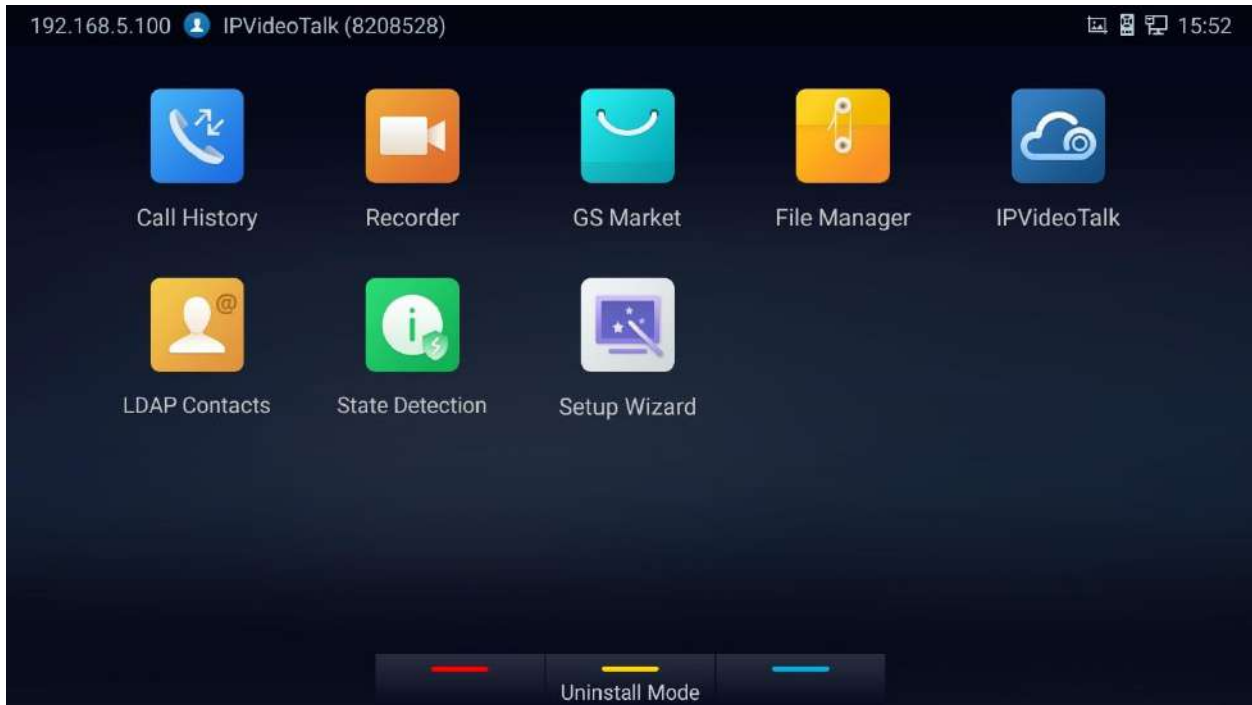 192.168.5.100 IPVideoTalk (8208528) 15:52
Call History Recorder GS Market File Manager IPVideoTalk
@
i
LDAP Contacts State Detection Setup Wizard
Uninstall Mode